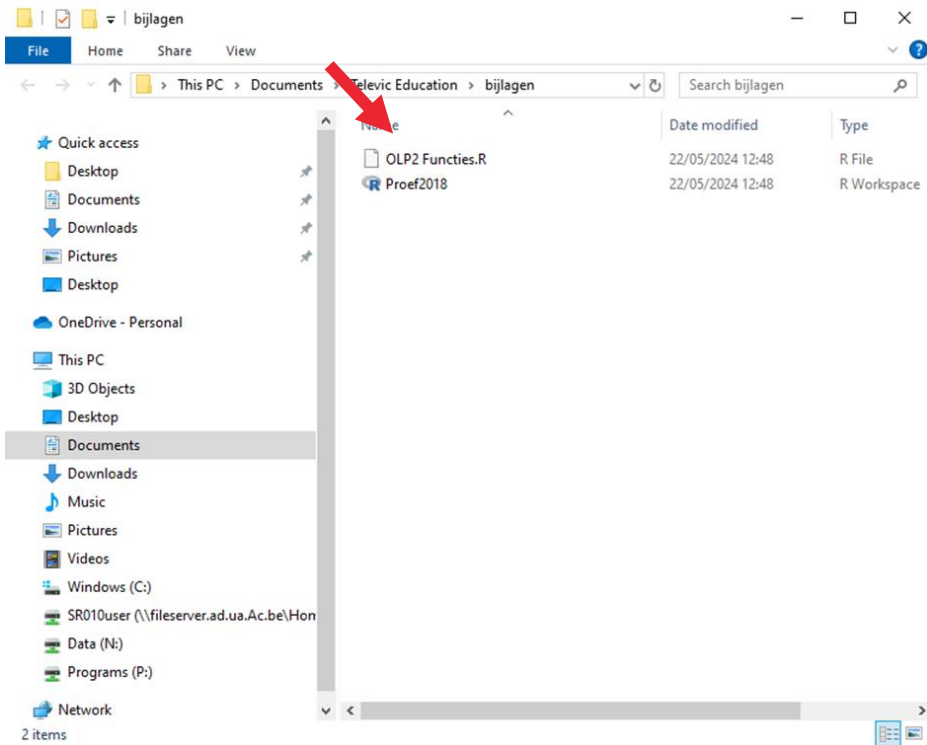 bijlagen
File Home Share View
This PC > Documents > Televic Education > bijlagen
Search bijlagen
Name Date modified Type
Quick access
Desktop
Documents
Downloads
Pictures
Desktop
OneDrive - Personal
This PC
3D Objects
Desktop
Documents
Downloads
Music
Pictures
Videos
Windows (C:)
SR010user (\\fileserver.ad.ua.Ac.be\Hom
Data (N:)
Programs (P:)
Network
OLP2 Functies.R 22/05/2024 12:48 R File
Proef2018 22/05/2024 12:48 R Workspace
2 items